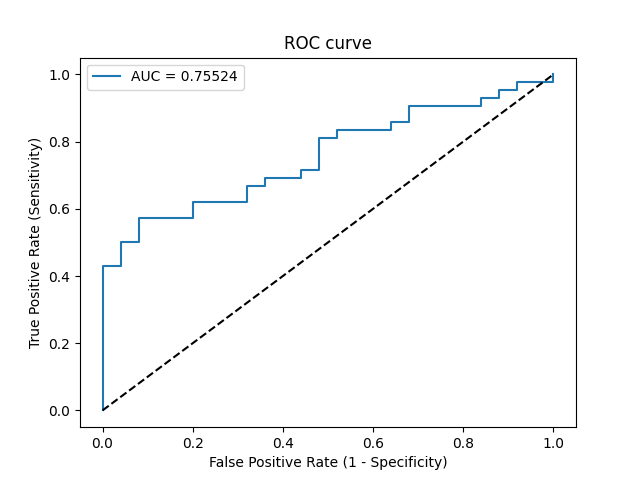 ROC curve
AUC = 0.75524
1.0
0.8
0.6
0.4
0.2
0.0
True Positive Rate (Sensitivity)
0.0 0.2 0.4 0.6 0.8 1.0
False Positive Rate (1 - Specificity)